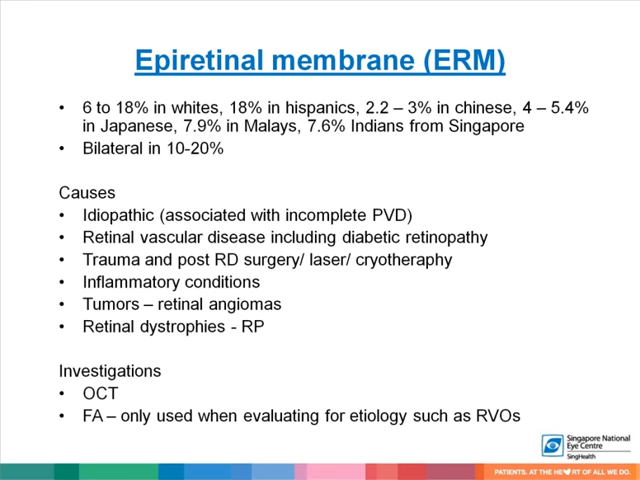 Epiretinal membrane (ERM)
• 6 to 18% in whites, 18% in hispanics, 2.2 – 3% in chinese, 4 – 5.4%
in Japanese, 7.9% in Malays, 7.6% Indians from Singapore
• Bilateral in 10-20%
Causes
• Idiopathic (associated with incomplete PVD)
• Retinal vascular disease including diabetic retinopathy
• Trauma and post RD surgery/ laser/ cryotheraphy
• Inflammatory conditions
• Tumors – retinal angiomas
• Retinal dystrophies - RP
Investigations
• OCT
• FA – only used when evaluating for etiology such as RVOs
Singapore National
Eye Centre
SingHealth
PATIENTS. AT THE HE♥RT OF ALL WE DO.